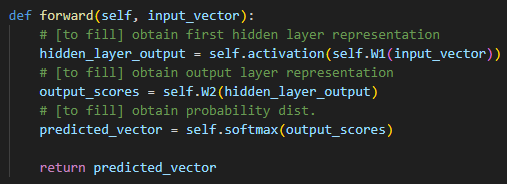 def forward(self, input_vector):
    # [to fill] obtain first hidden layer representation
    hidden_layer_output = self.activation(self.W1(input_vector))
    # [to fill] obtain output layer representation
    output_scores = self.W2(hidden_layer_output)
    # [to fill] obtain probability dist.
    predicted_vector = self.softmax(output_scores)

    return predicted_vector